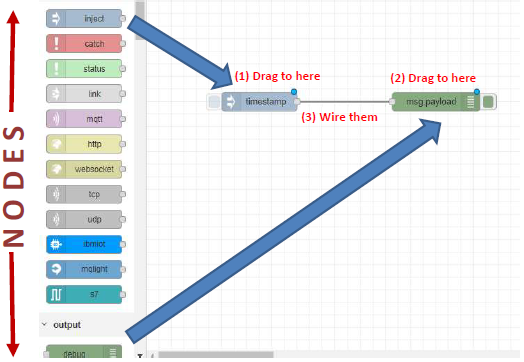 NODES
inject
catch
status
link
mqtt
http
websocket
tcp
udp
ibmiot
mqlight
s7
output
debug
(1) Drag to here
(2) Drag to here
timestamp
msg.payload
(3) Wire them